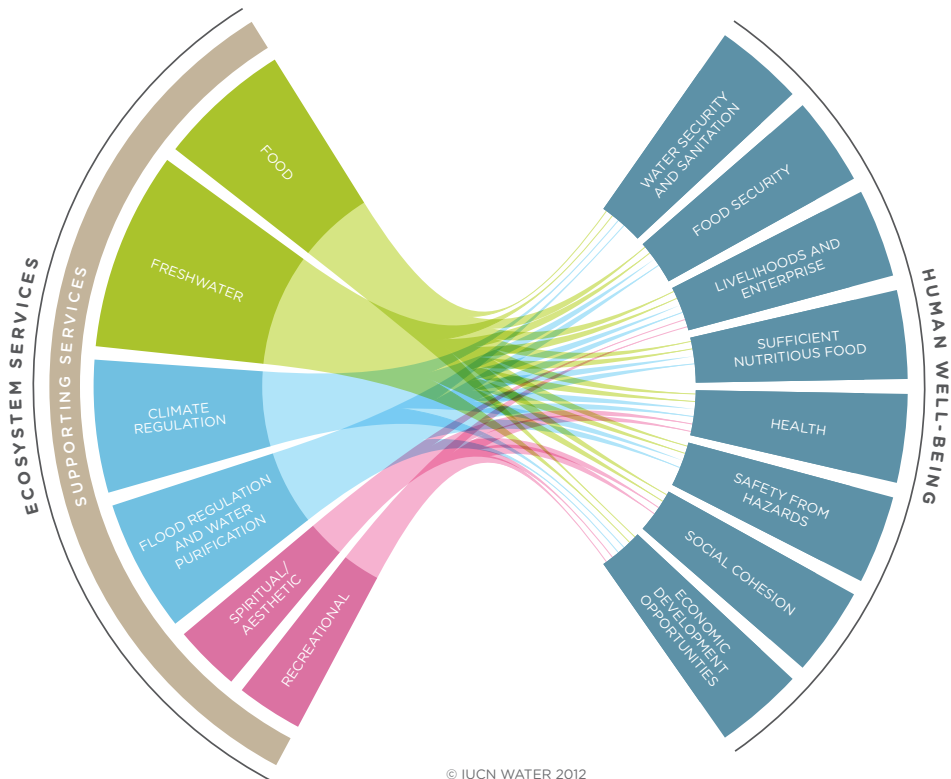 ECOSYSTEM SERVICES
SUPPORTING SERVICES
FOOD
FRESHWATER
CLIMATE
REGULATION
FLOOD REGULATION
AND WATER
PURIFICATION
SPIRITUAL/
AESTHETIC
RECREATIONAL
WATER SECURITY
AND SANITATION
FOOD SECURITY
LIVELIHOODS AND
ENTERPRISE
SUFFICIENT
NUTRITIOUS FOOD
HEALTH
SAFETY FROM
HAZARDS
SOCIAL COHESION
ECONOMIC
DEVELOPMENT
OPPORTUNITIES
HUMAN WELL-BEING
© IUCN WATER 2012